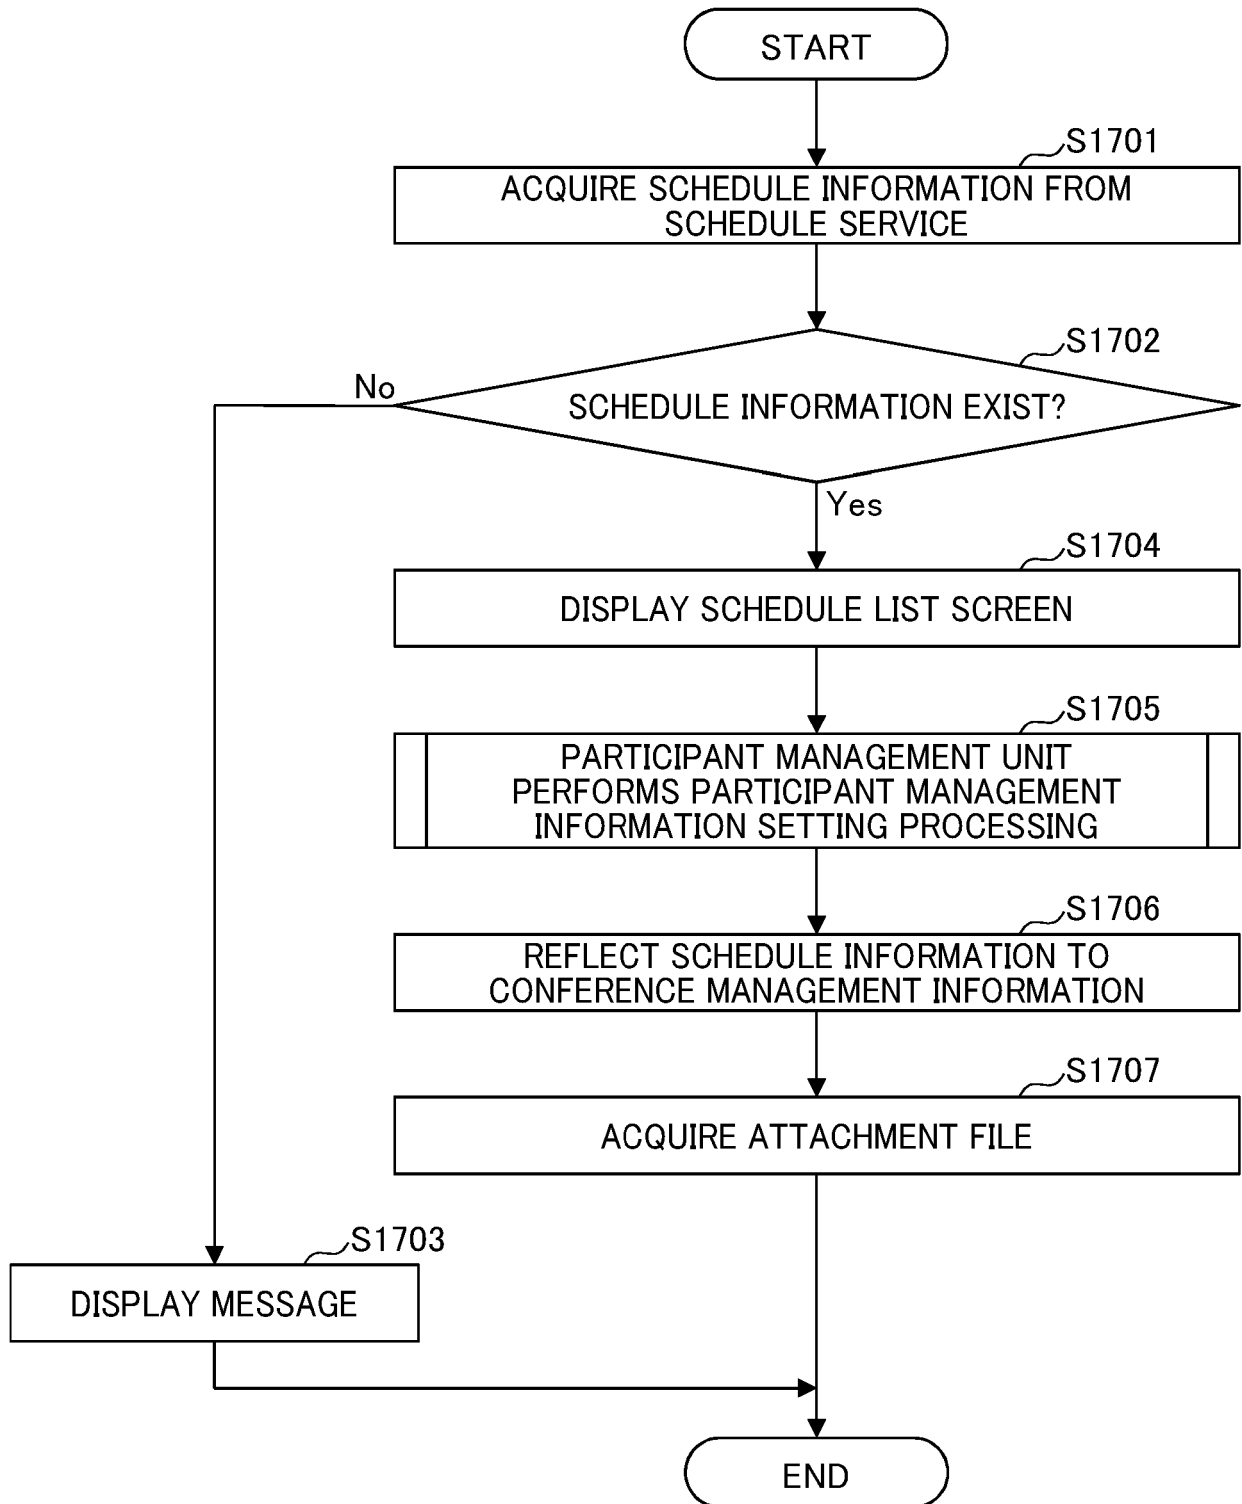 START
S1701
ACQUIRE SCHEDULE INFORMATION FROM
SCHEDULE SERVICE
S1702
No
SCHEDULE INFORMATION EXIST?
Yes
S1704
DISPLAY SCHEDULE LIST SCREEN
S1705
PARTICIPANT MANAGEMENT UNIT
PERFORMS PARTICIPANT MANAGEMENT
INFORMATION SETTING PROCESSING
S1706
REFLECT SCHEDULE INFORMATION TO
CONFERENCE MANAGEMENT INFORMATION
S1707
ACQUIRE ATTACHMENT FILE
S1703
DISPLAY MESSAGE
END